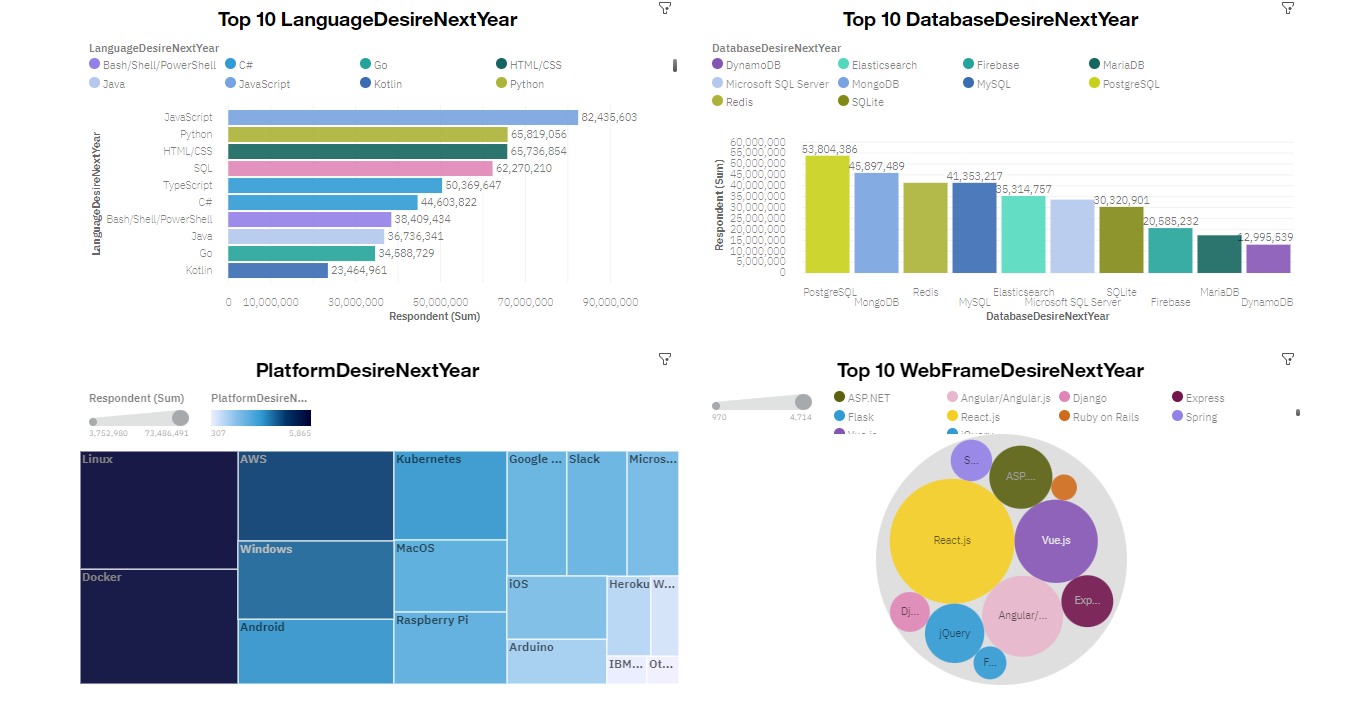 Top 10 LanguageDesireNextYear
LanguageDesireNextYear
Bash/Shell/PowerShell C# Go HTML/CSS
Java JavaScript Kotlin Python
LanguageDesireNextYear
JavaScript 82,435,603
Python 65,819,056
HTML/CSS 65,736,854
SQL 62,270,210
TypeScript 50,369,647
C# 44,603,822
Bash/Shell/PowerShell 38,409,434
Java 36,736,341
Go 34,588,729
Kotlin 23,464,961
0 10,000,000 30,000,000 50,000,000 70,000,000 90,000,000
Respondent (Sum)
Top 10 DatabaseDesireNextYear
DatabaseDesireNextYear
DynamoDB Elasticsearch Firebase MariaDB
Microsoft SQL Server MongoDB MySQL PostgreSQL
Redis SQLite
Respondent (Sum)
60,000,000
55,000,000
50,000,000
45,000,000
40,000,000
35,000,000
30,000,000
25,000,000
20,000,000
15,000,000
10,000,000
5,000,000
0
53,804,386
45,897,489
41,353,217
35,314,757
30,320,901
20,585,232
12,995,539
PostgreSQL Redis Elasticsearch SQLite MariaDB
MongoDB MySQL Microsoft SQL Server Firebase DynamoDB
DatabaseDesireNextYear
PlatformDesireNextYear
Respondent (Sum) PlatformDesireN...
3,752,980 73,486,491 307 5,865
Linux
Docker
AWS
Windows
Android
Kubernetes
MacOS
Raspberry Pi
Google ... Slack Micros...
iOS
Arduino
Heroku W...
IBM... Ot...
Top 10 WebFrameDesireNextYear
970 4,714
ASP.NET Angular/Angular.js Django Express
Flask React.js Ruby on Rails Spring
Vue.js jQuery
S...
ASP....
React.js
Vue.js
Exp...
Dj...
Angular/...
jQuery
F...